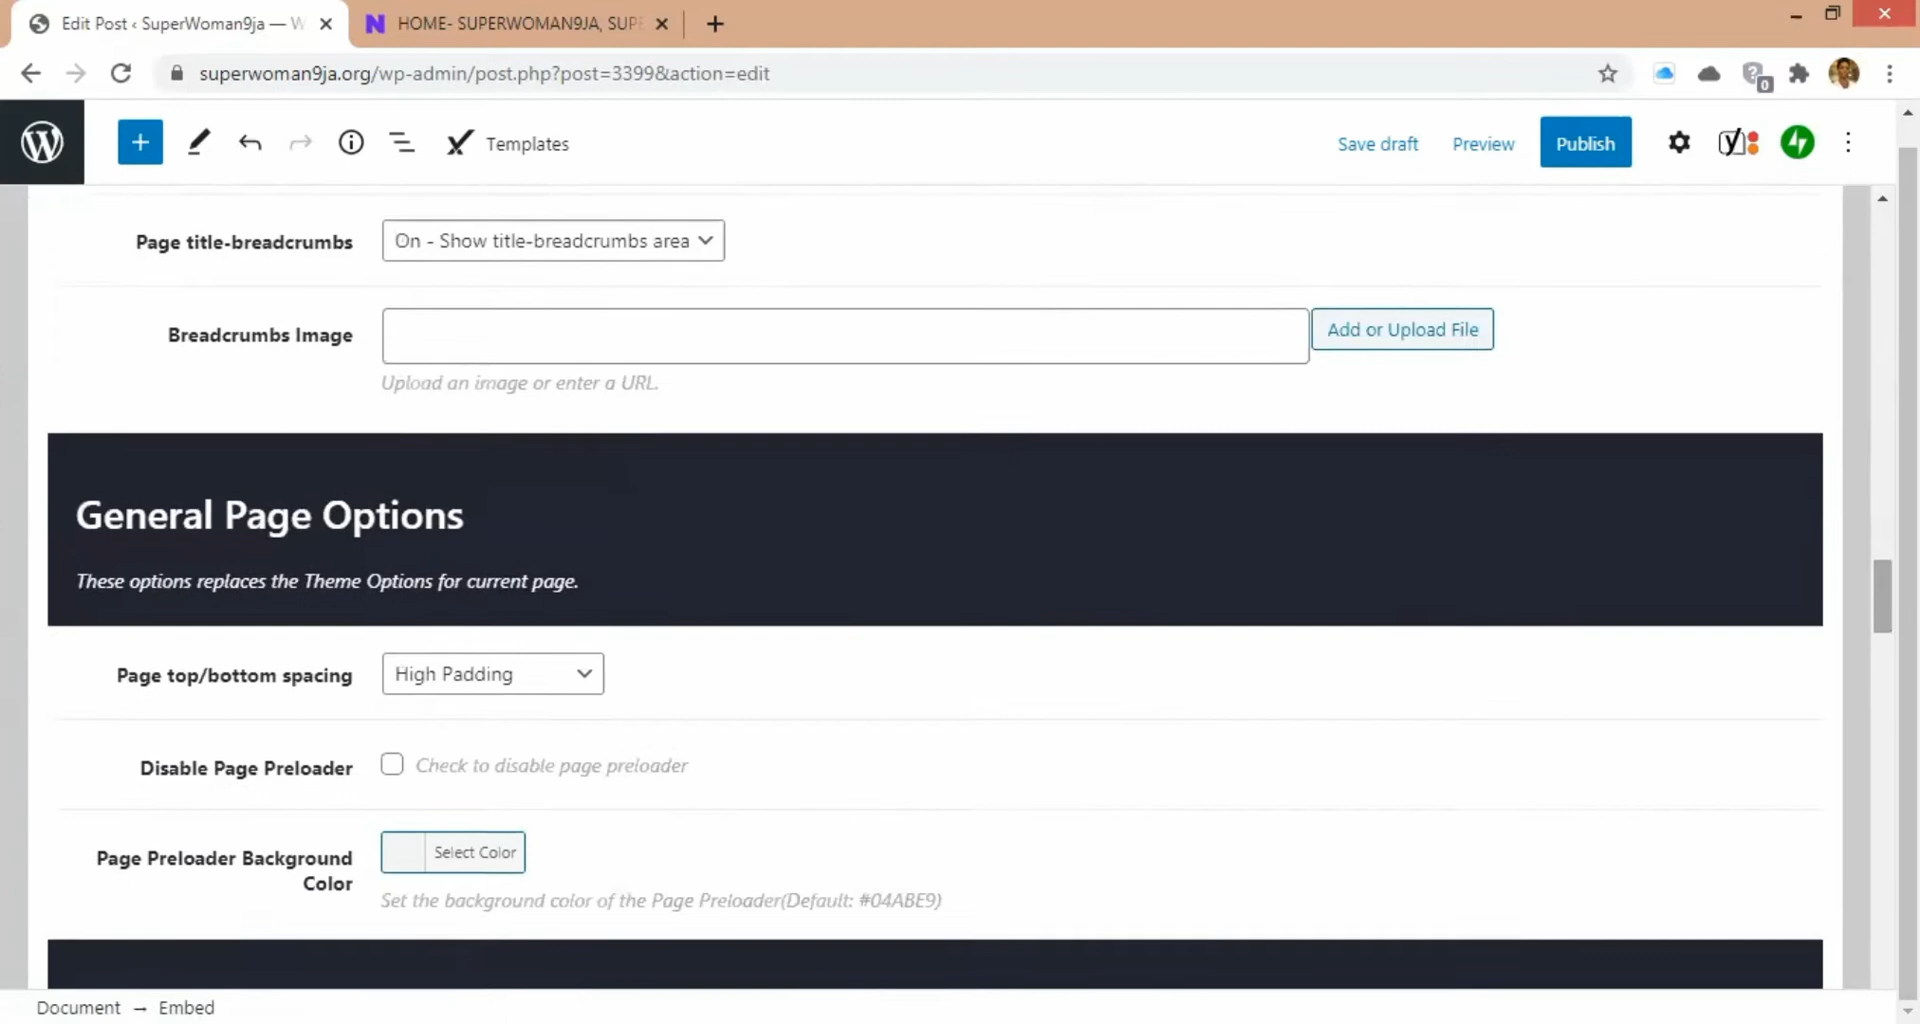 Edit Post ‹ SuperWoman9ja —
HOME- SUPERWOMAN9JA, SUPE
superwoman9ja.org/wp-admin/post.php?post=3399&action=edit
0
Templates
Save draft
Preview
Publish
Page title-breadcrumbs
On - Show title-breadcrumbs area
Breadcrumbs Image
Add or Upload File
Upload an image or enter a URL.
General Page Options
These options replaces the Theme Options for current page.
Page top/bottom spacing
High Padding
Disable Page Preloader
Check to disable page preloader
Page Preloader Background
Color
Select Color
Set the background color of the Page Preloader(Default: #04ABE9)
Document → Embed